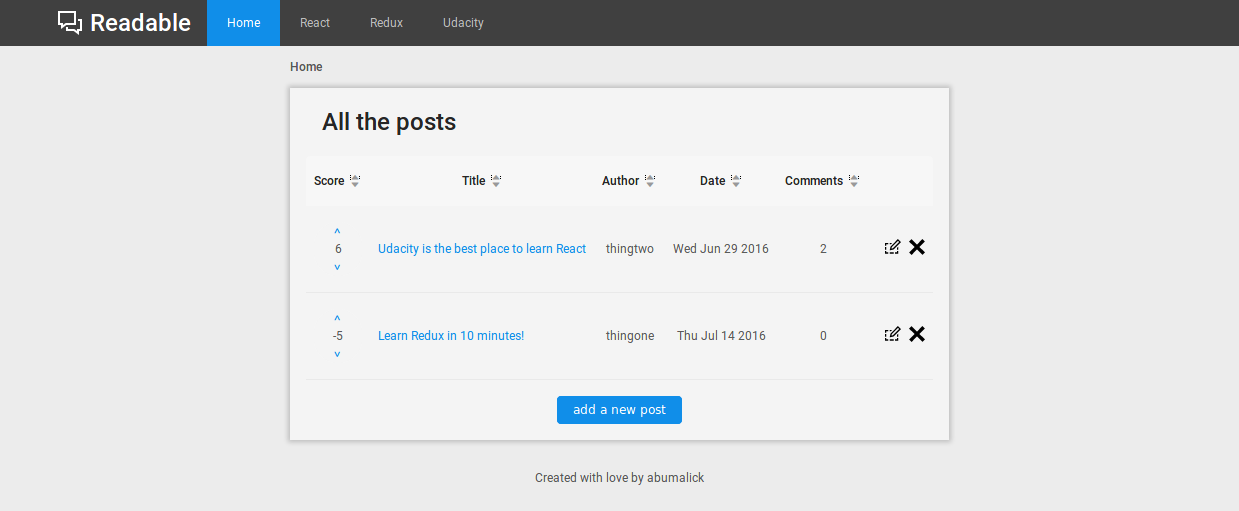 Readable Home React Redux Udacity
Home
All the posts
Score Title Author Date Comments
^
6 Udacity is the best place to learn React thingtwo Wed Jun 29 2016 2
v
^
-5 Learn Redux in 10 minutes! thingone Thu Jul 14 2016 0
v
add a new post
Created with love by abumalick